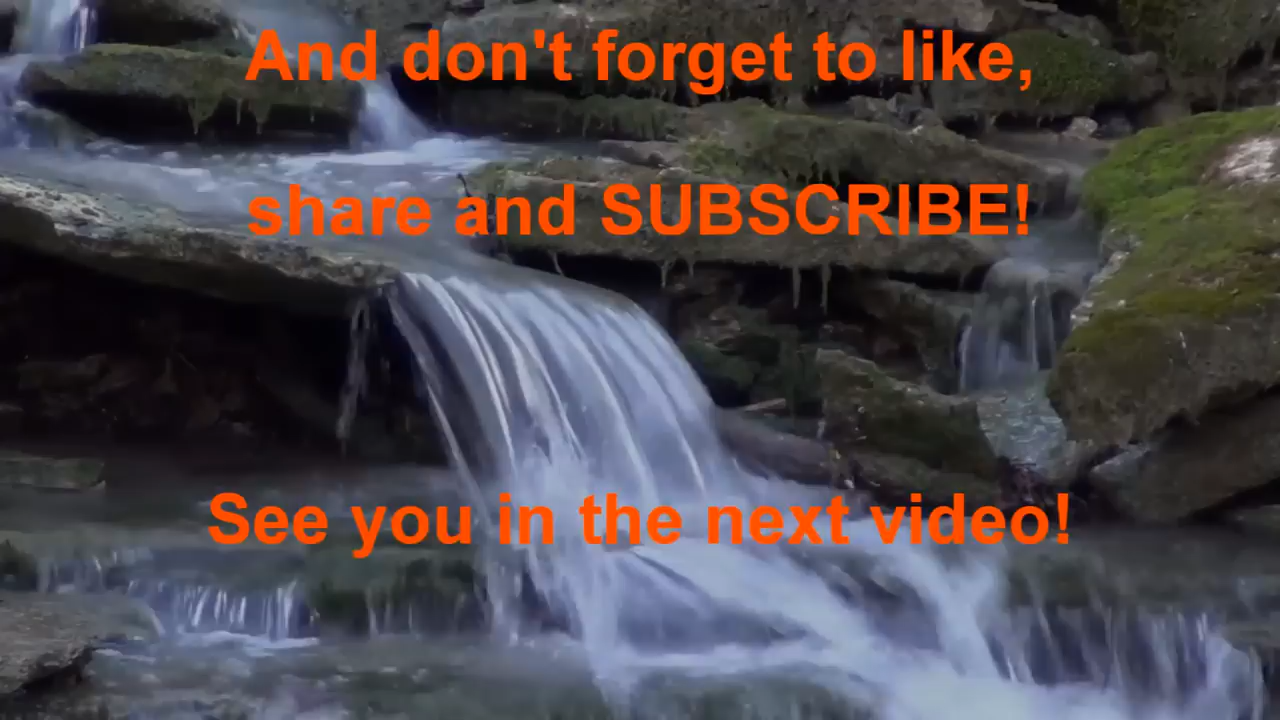 And don't forget to like,
share and SUBSCRIBE!
See you in the next video!